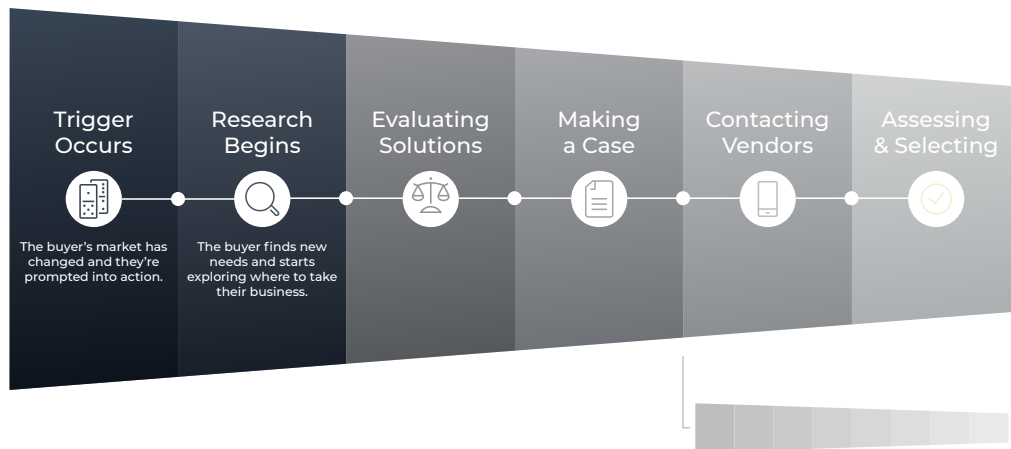 Trigger
Occurs
Research
Begins
Evaluating
Solutions
Making
a Case
Contacting
Vendors
Assessing
& Selecting
The buyer’s market has
changed and they’re
prompted into action.
The buyer finds new
needs and starts
exploring where to take
their business.